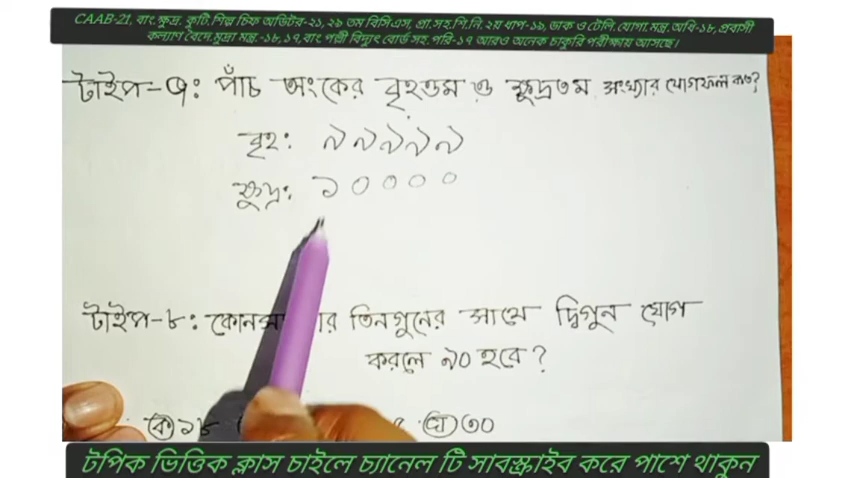 CAAB-21, বাং.ক্ষুদ্র. কুটি.শিল্প চিফ অডিটর-২১, ২৯ তম বিসিএস, প্রা.সহ.শি.নি.২য় ধাপ-১৯, ডাক ও টেলি.যোগা.মন্ত্র.অধি-১৮, প্রবাসী
কল্যাণ বৈদে.মুদ্রা মন্ত্র.-১৮, ১৭, বাং পল্লী বিদ্যুৎ বোর্ড সহ.পরি-১৭ আরও অনেক চাকুরি পরীক্ষায় আসছে।
টাইপ-৭: পাঁচ অংকের বৃহত্তম ও ক্ষুদ্রতম সংখ্যার যোগফল কত?
বৃহ: ৯৯৯৯৯
ক্ষুদ্র: ১০০০০
টাইপ-৮: তিনগুনের সাথে দ্বিগুন যোগ
করলে ৯০ হবে?
(ক) ১৮ (ঘ) ৩০
টপিক ভিত্তিক ক্লাস চাইলে চ্যানেল টি সাবস্ক্রাইব করে পাশে থাকুন